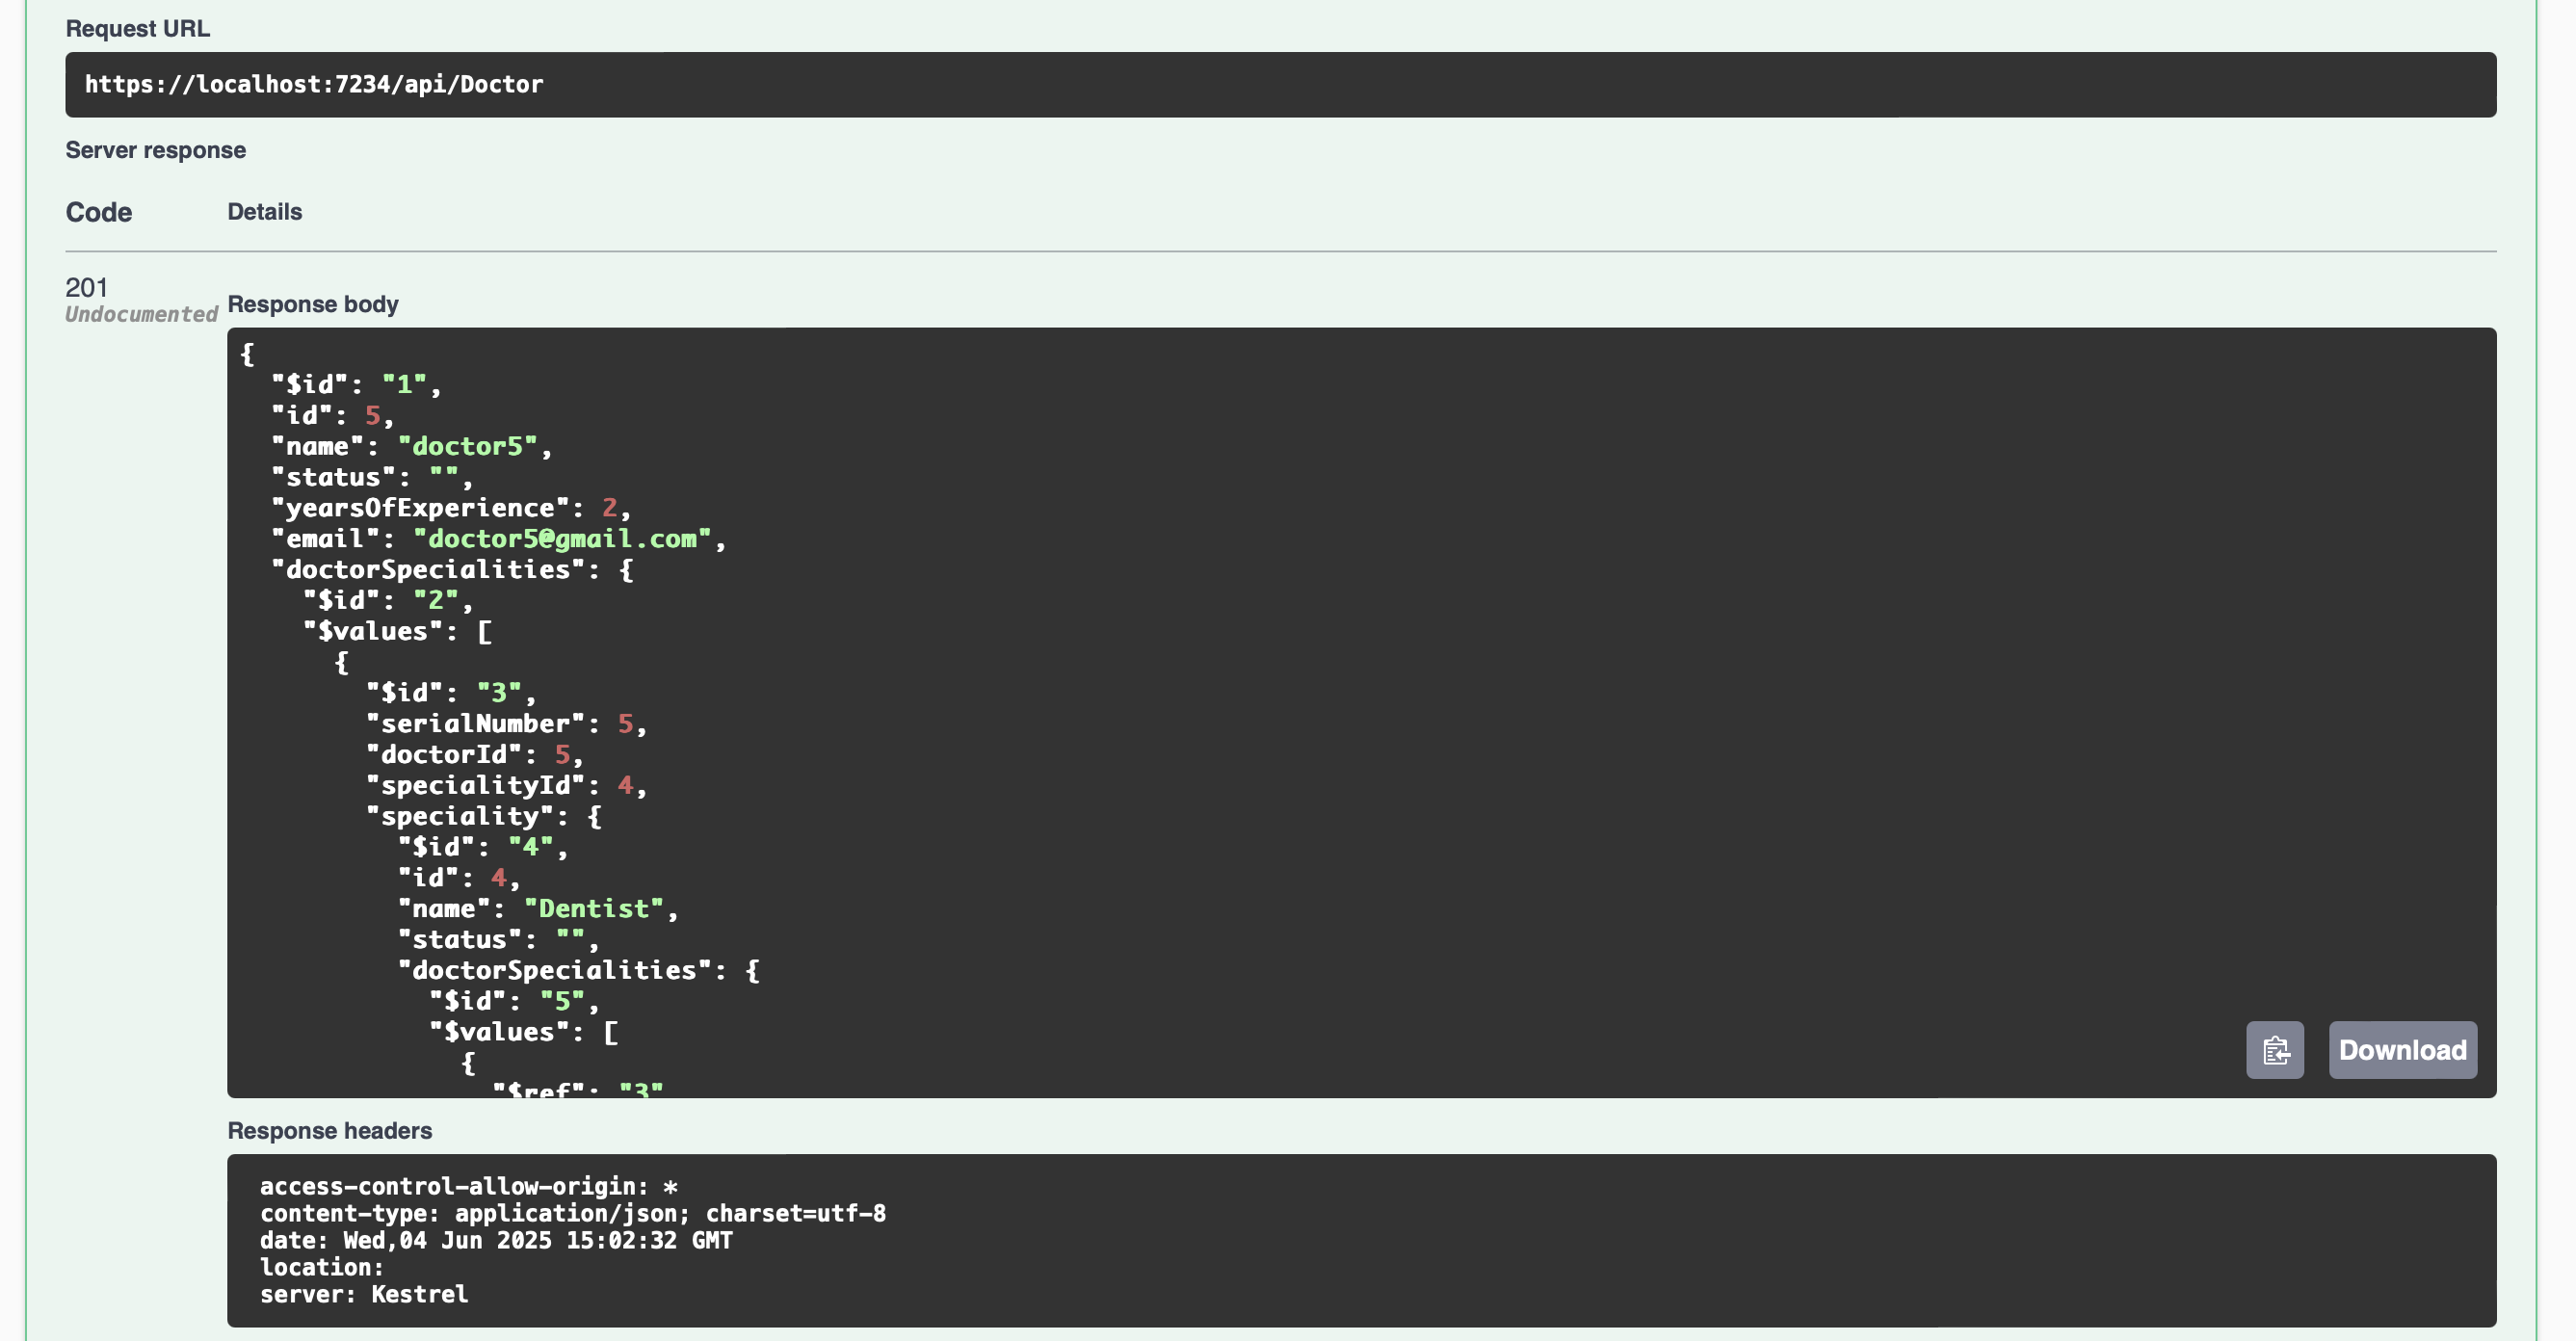 Request URL
https://localhost:7234/api/Doctor
Server response
Code Details
201
Undocumented
Response body
{
  "$id": "1",
  "id": 5,
  "name": "doctor5",
  "status": "",
  "yearsOfExperience": 2,
  "email": "doctor5@gmail.com",
  "doctorSpecialities": {
    "$id": "2",
    "$values": [
      {
        "$id": "3",
        "serialNumber": 5,
        "doctorId": 5,
        "specialityId": 4,
        "speciality": {
          "$id": "4",
          "id": 4,
          "name": "Dentist",
          "status": "",
          "doctorSpecialities": {
            "$id": "5",
            "$values": [
              {
                "$ref": "3"
Download
Response headers
access-control-allow-origin: *
content-type: application/json; charset=utf-8
date: Wed,04 Jun 2025 15:02:32 GMT
location:
server: Kestrel